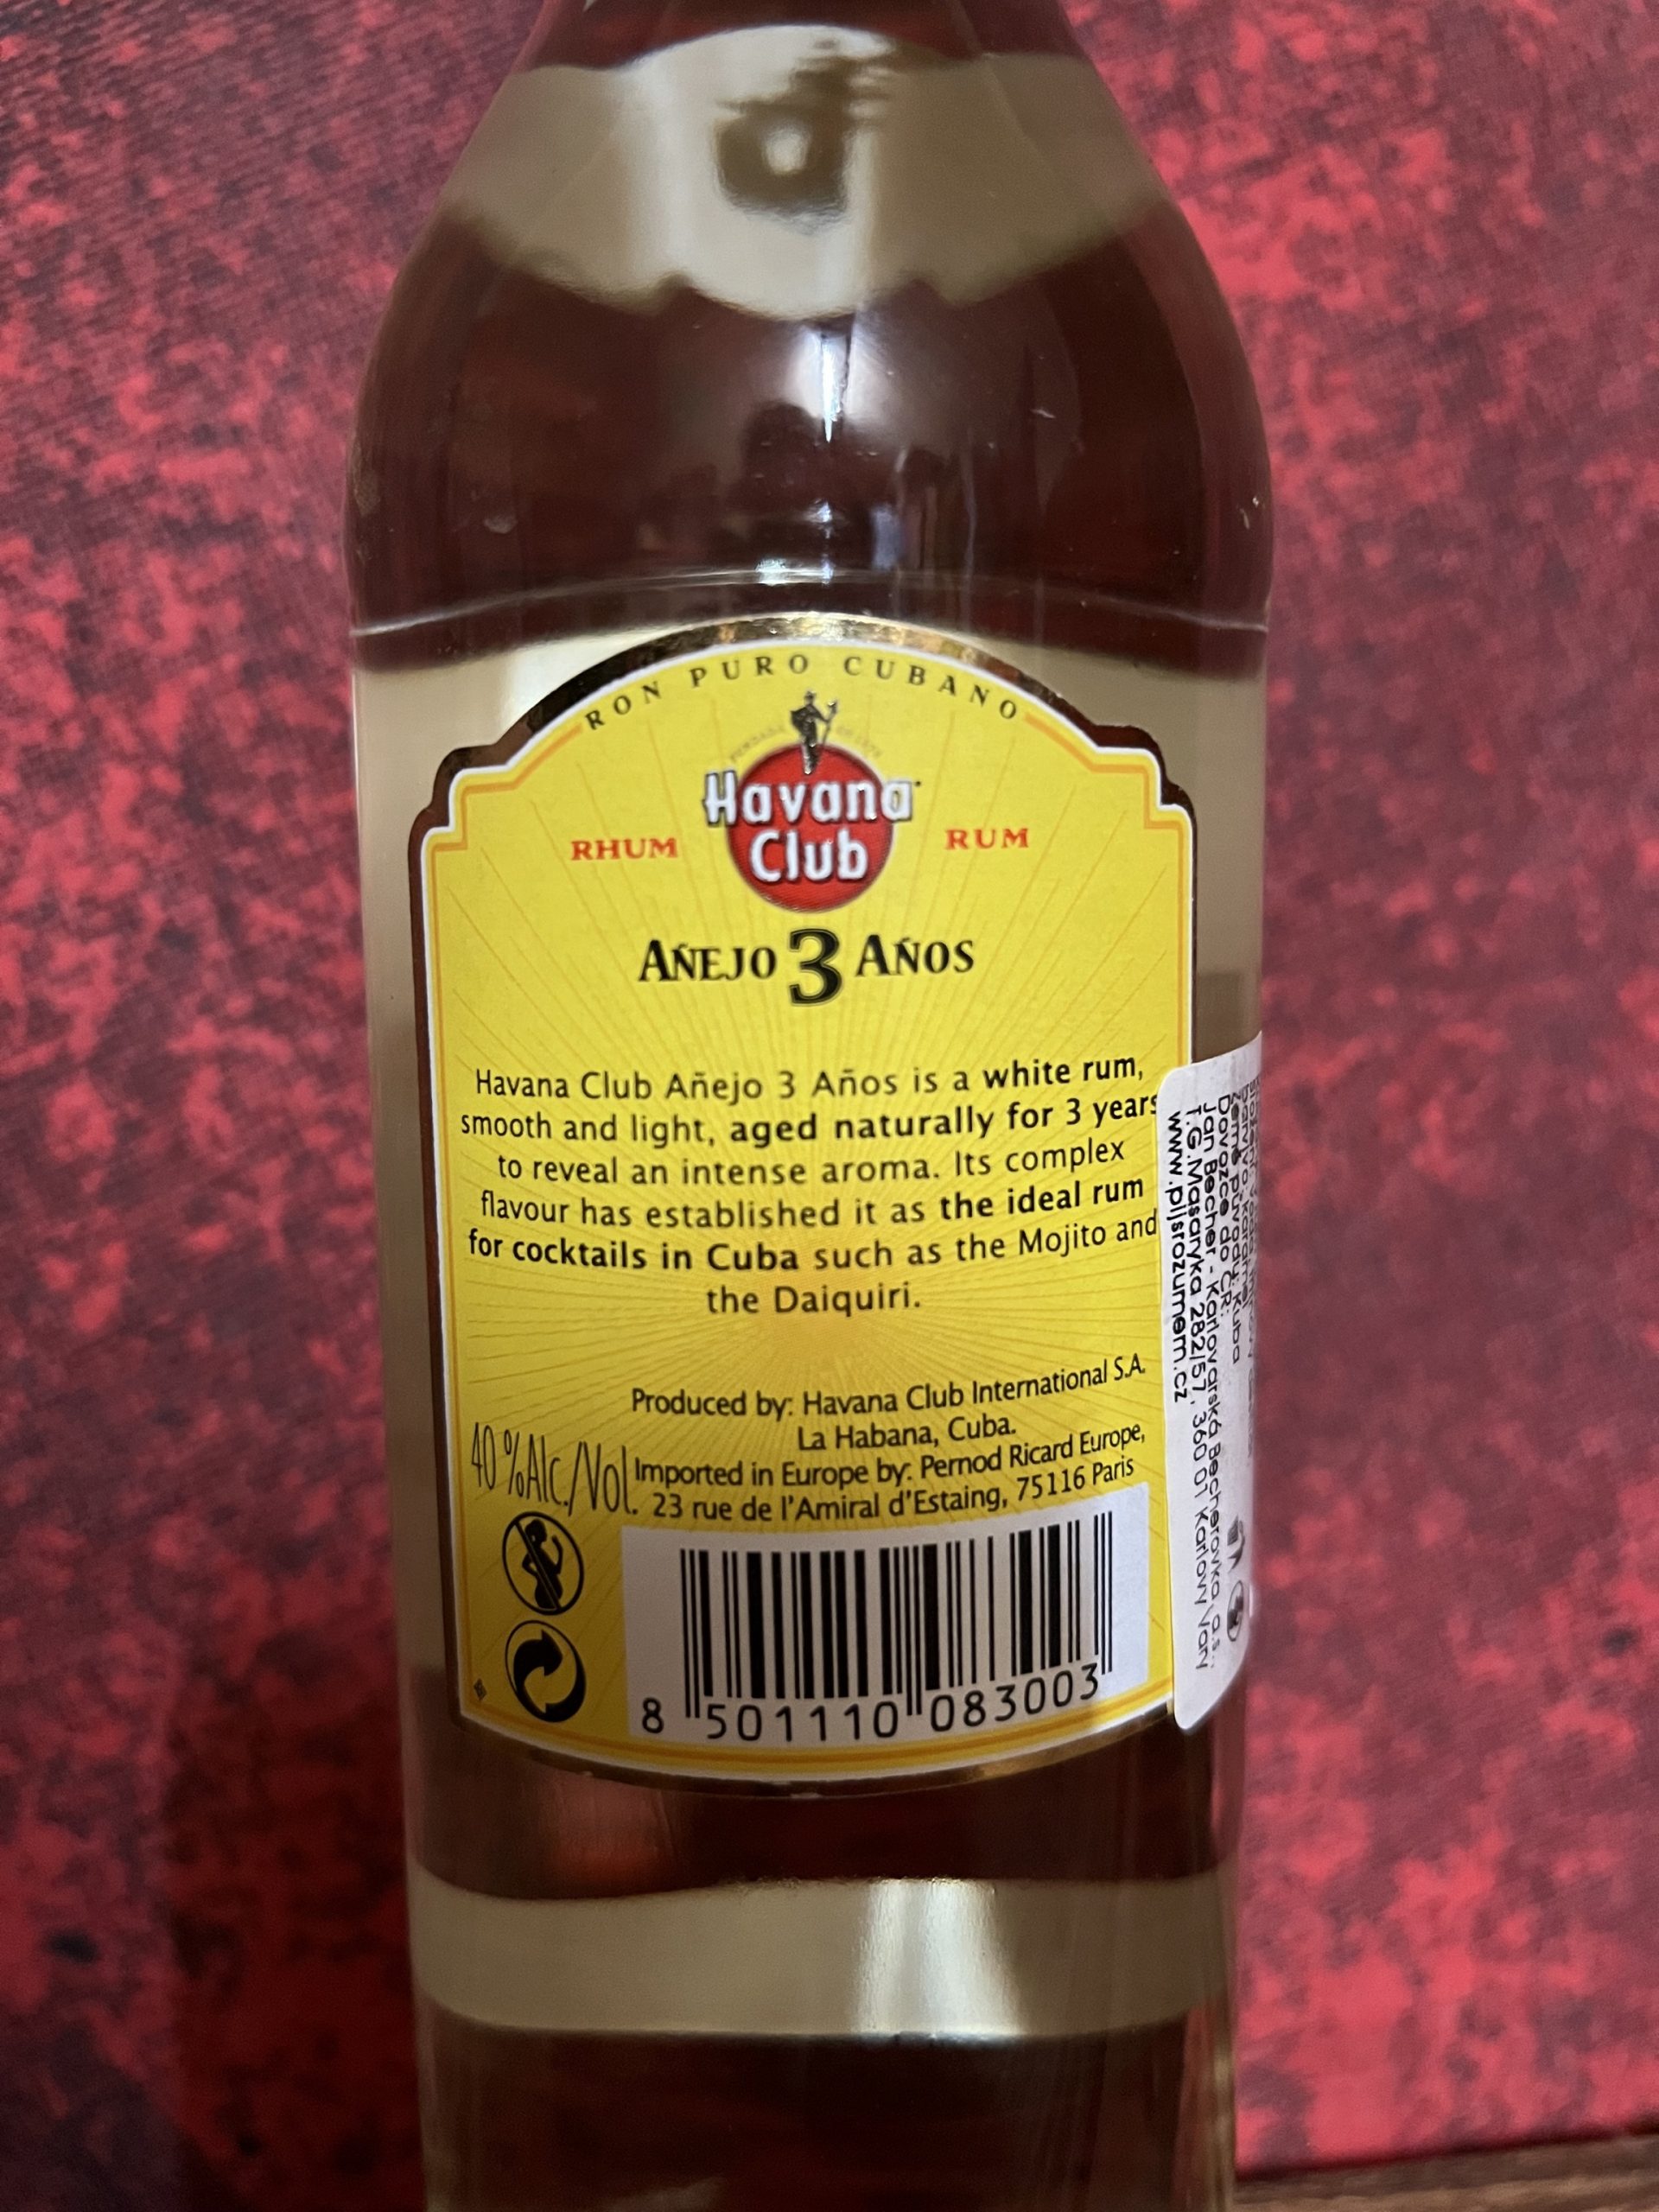 RON PURO CUBANO
Havana
Club
RHUM
RUM
AÑEJO 3 AÑOS
Havana Club Añejo 3 Años is a white rum,
smooth and light, aged naturally for 3 years
to reveal an intense aroma. Its complex
flavour has established it as the ideal rum
for cocktails in Cuba such as the Mojito and
the Daiquiri.
Produced by: Havana Club International S.A.
La Habana, Cuba.
Imported in Europe by: Pernod Ricard Europe,
23 rue de l'Amiral d'Estaing, 75116 Paris
40 %Alc./Vol.
8 501110 083003
Země původu: Kuba
Dovozce do ČR:
Jan Becher - Karlovarská Becherovka, a.s.,
T.G.Masaryka 282/57, 360 01 Karlovy Vary
www.pijsrozumem.cz